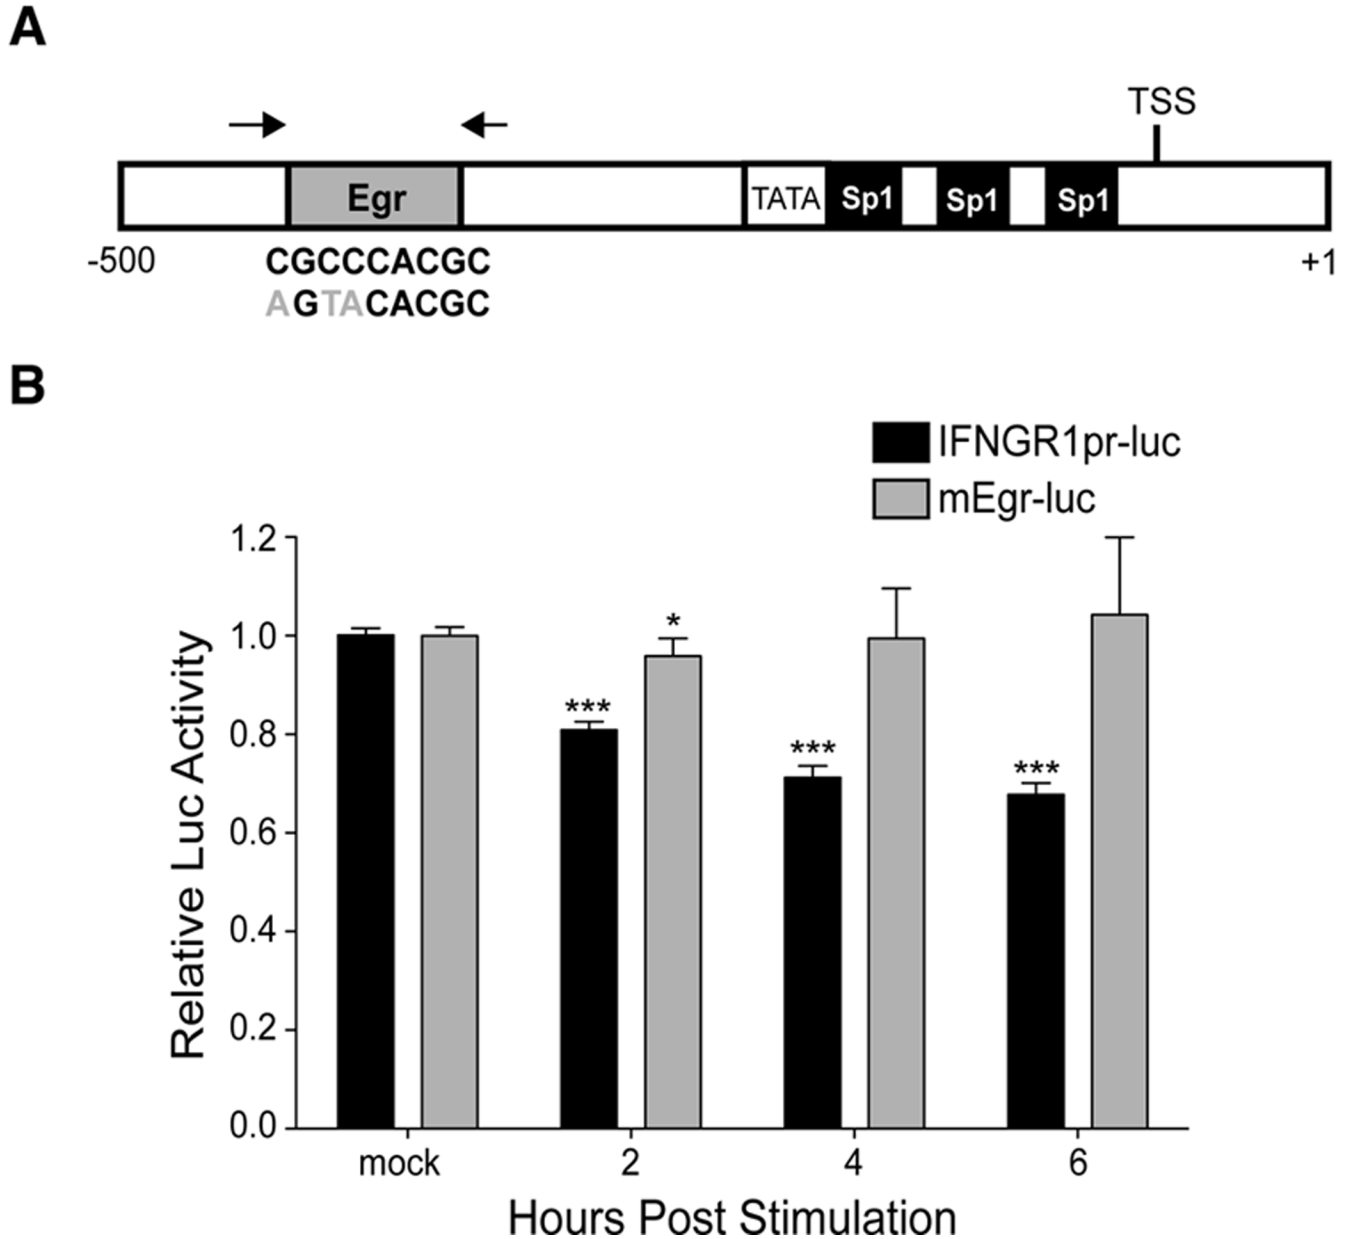 A
TSS
Egr TATA Sp1 Sp1 Sp1
-500 CGCCCACGC +1
AGTACACGC
B
IFNGR1pr-luc
mEgr-luc
Relative Luc Activity
1.2
1.0
0.8
0.6
0.4
0.2
0.0
*
***
***
***
mock 2 4 6
Hours Post Stimulation